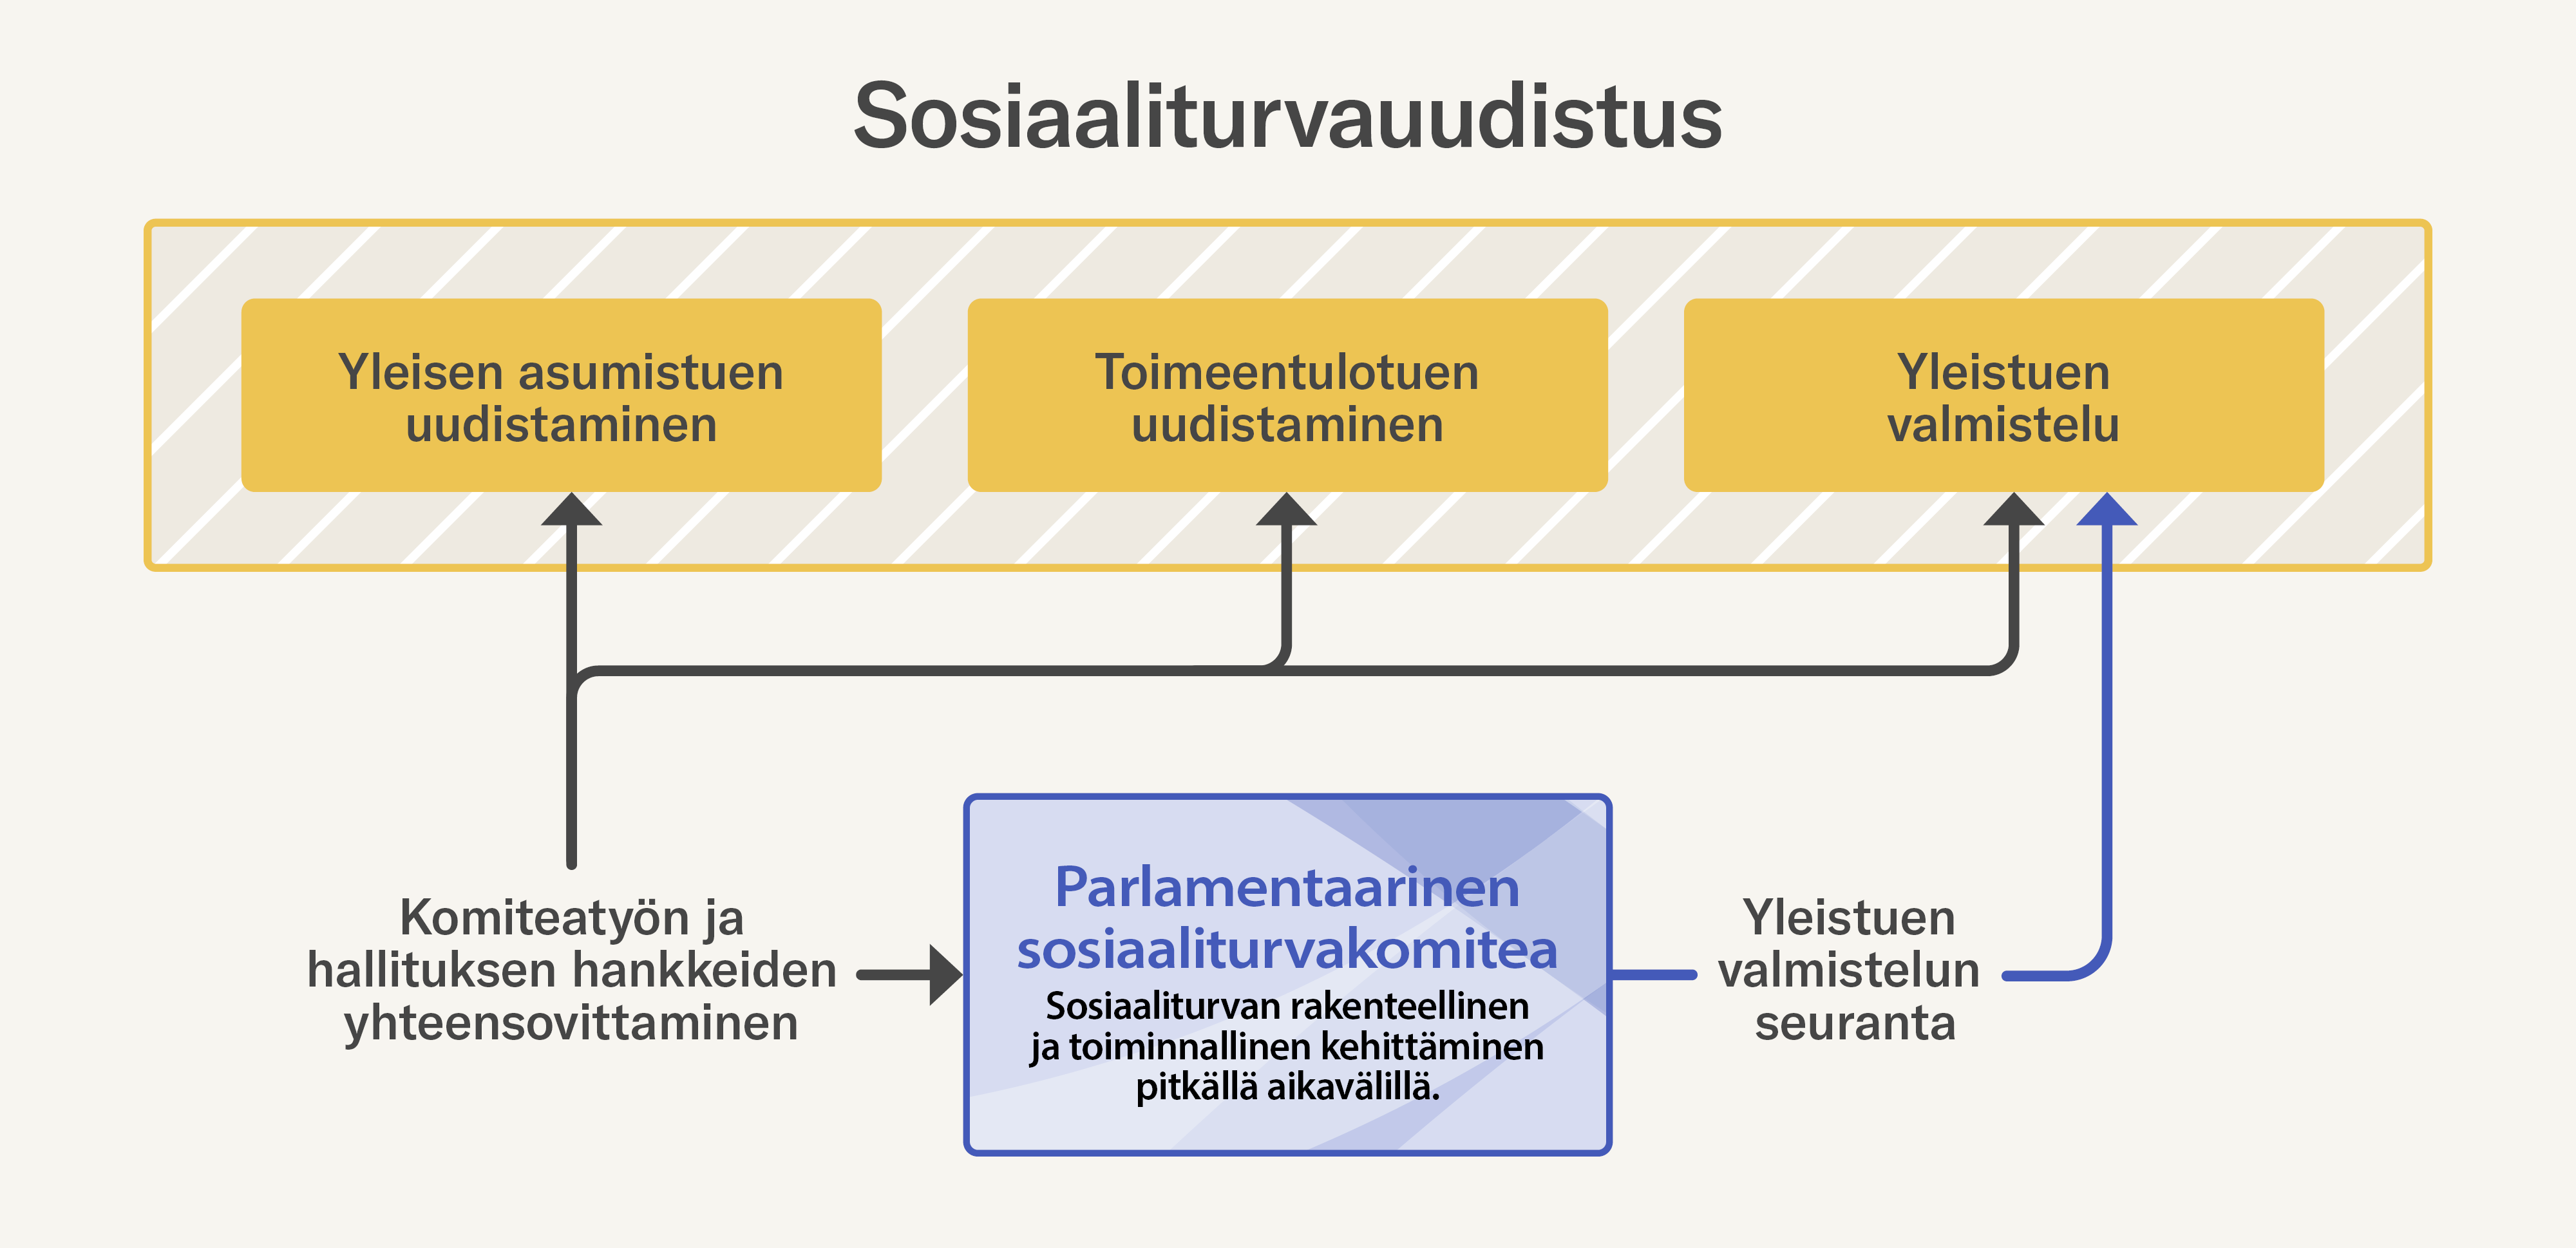 Sosiaaliturvauudistus
Yleisen asumistuen
uudistaminen
Toimeentulotuen
uudistaminen
Yleistuen
valmistelu
Komiteatyön ja
hallituksen hankkeiden
yhteensovittaminen
Parlamentaarinen
sosiaaliturvakomitea
Sosiaaliturvan rakenteellinen
ja toiminnallinen kehittäminen
pitkällä aikavälillä.
Yleistuen
valmistelun
seuranta